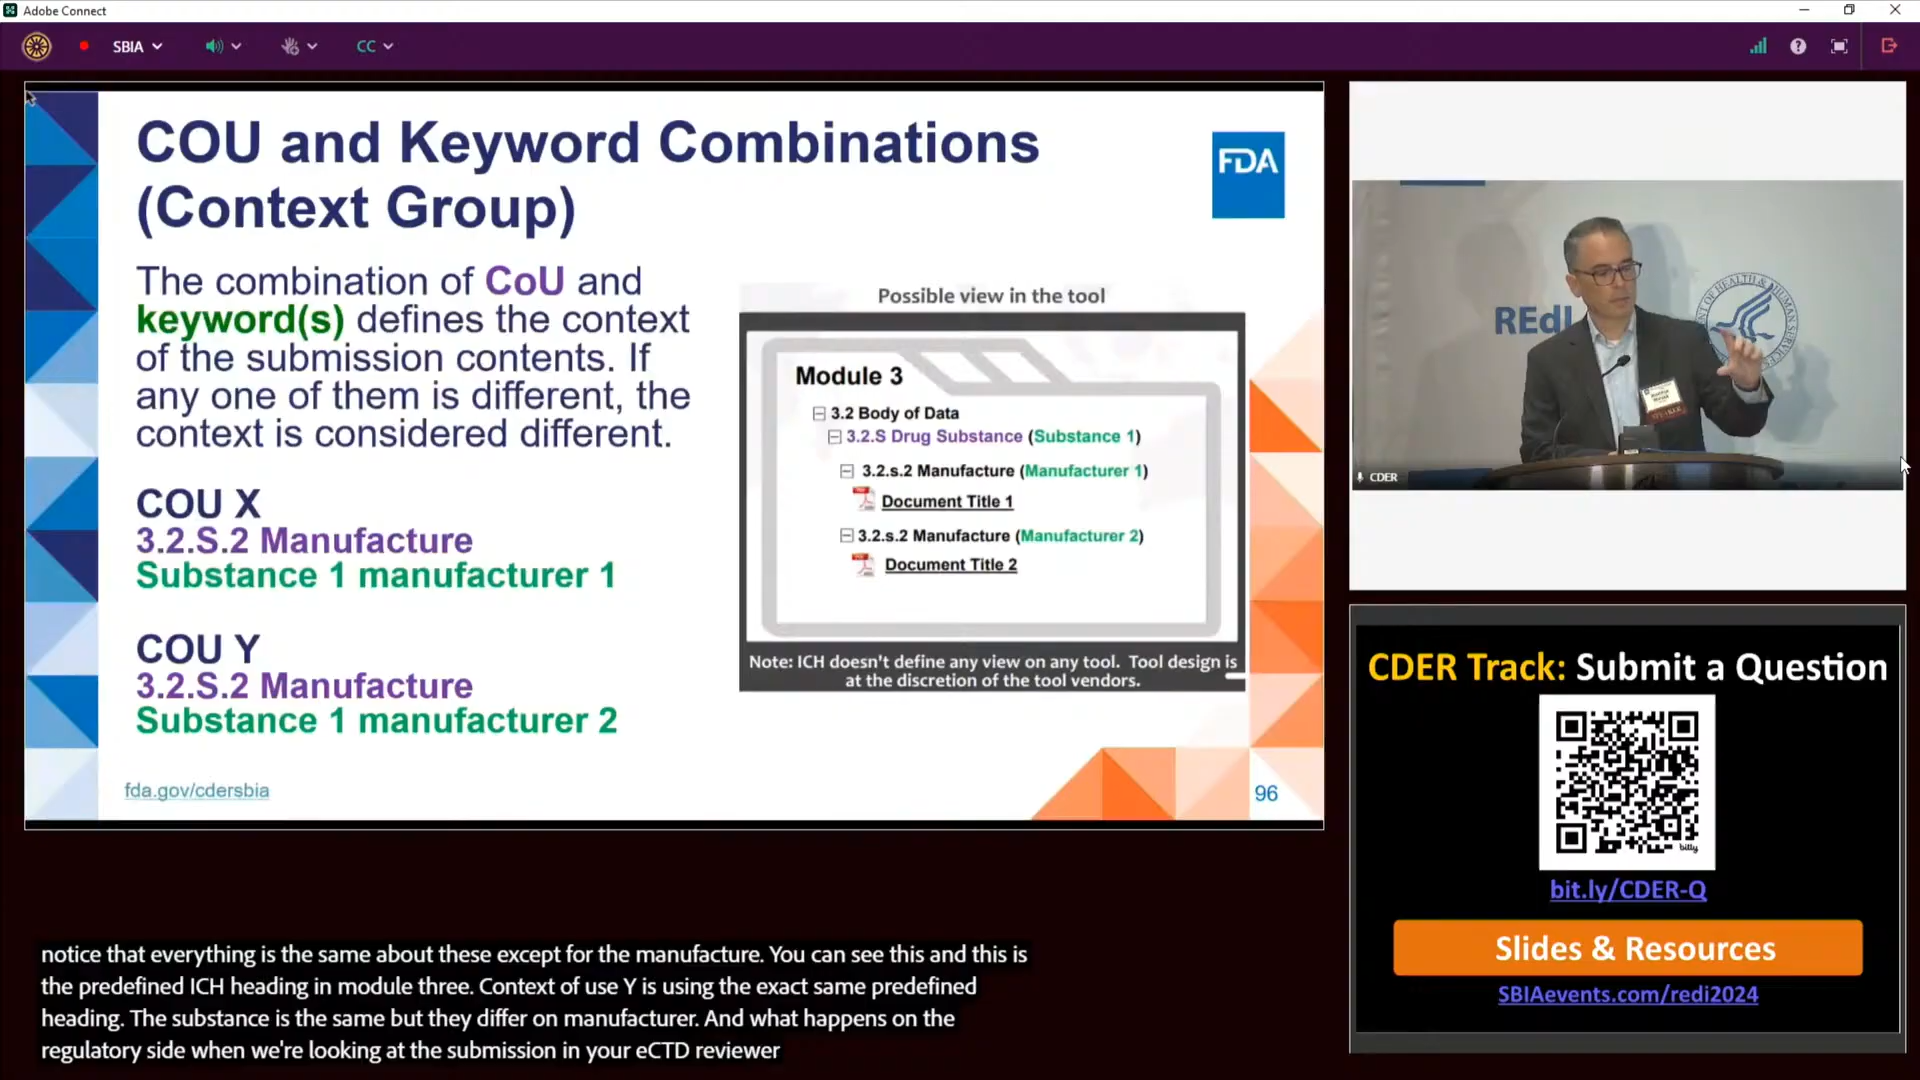 Adobe Connect
SBIA
CC
COU and Keyword Combinations
(Context Group)
FDA
The combination of CoU and
keyword(s) defines the context
of the submission contents. If
any one of them is different, the
context is considered different.
COU X
3.2.S.2 Manufacture
Substance 1 manufacturer 1
COU Y
3.2.S.2 Manufacture
Substance 1 manufacturer 2
Possible view in the tool
Module 3
3.2 Body of Data
3.2.S Drug Substance (Substance 1)
3.2.s.2 Manufacture (Manufacturer 1)
Document Title 1
3.2.s.2 Manufacture (Manufacturer 2)
Document Title 2
Note: ICH doesn't define any view on any tool. Tool design is
at the discretion of the tool vendors.
fda.gov/cdersbia
96
REdI
CDER
CDER Track: Submit a Question
bitly
bit.ly/CDER-Q
Slides & Resources
SBIAevents.com/redi2024
notice that everything is the same about these except for the manufacture. You can see this and this is
the predefined ICH heading in module three. Context of use Y is using the exact same predefined
heading. The substance is the same but they differ on manufacturer. And what happens on the
regulatory side when we're looking at the submission in your eCTD reviewer